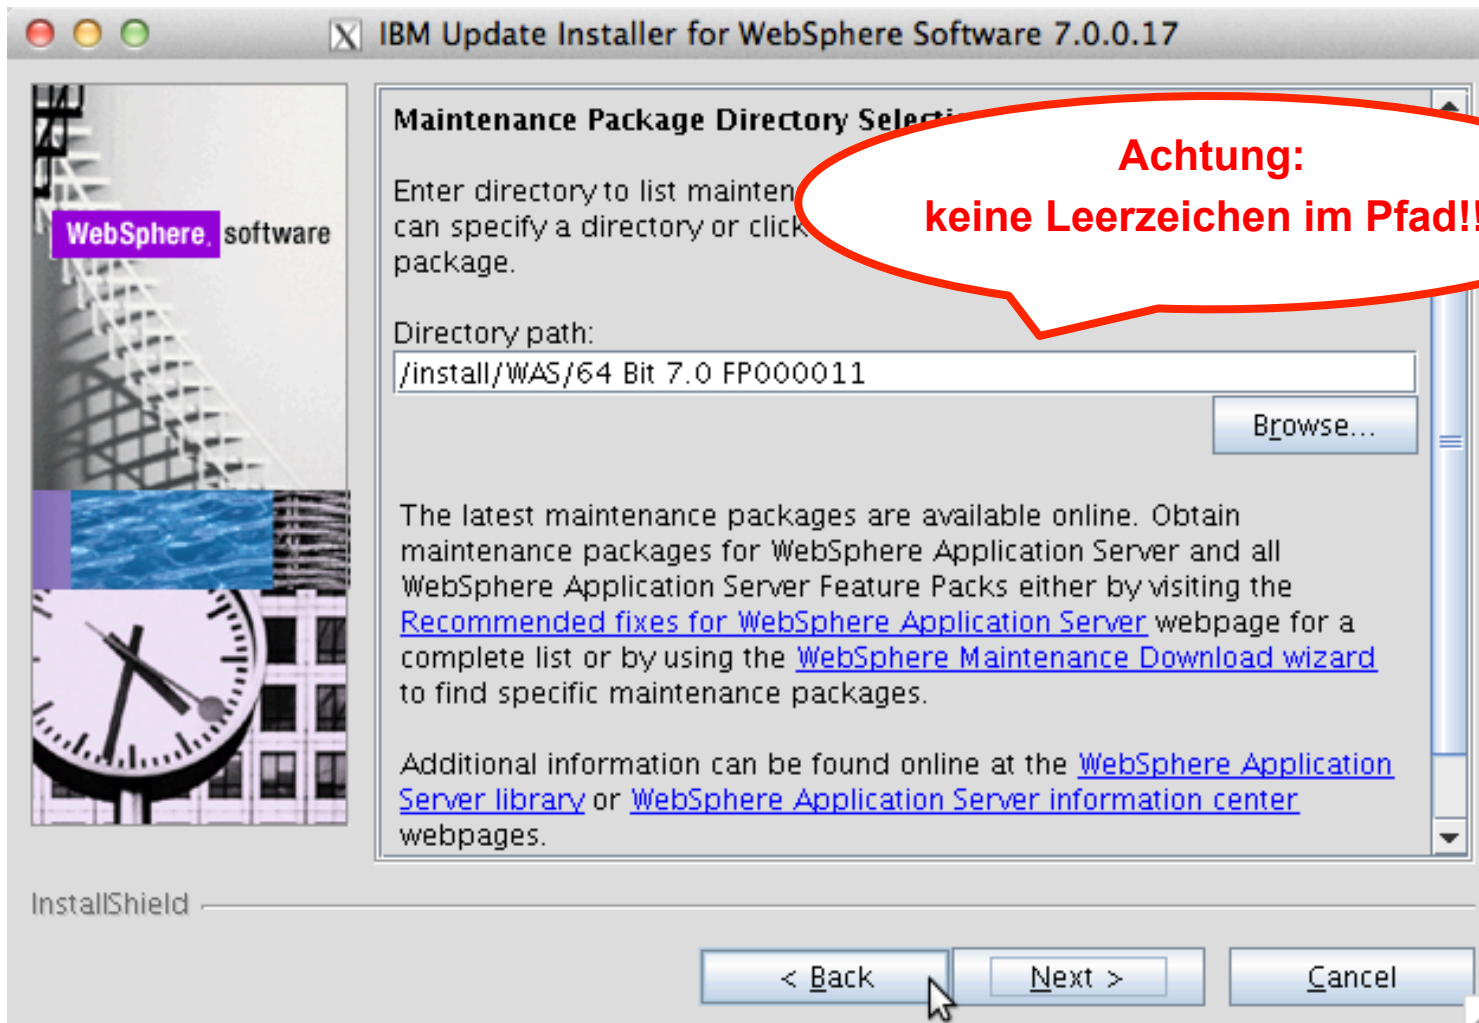 IBM Update Installer for WebSphere Software 7.0.0.17
WebSphere. software
Maintenance Package Directory
Achtung:
keine Leerzeichen im Pfad!!
Enter directory to list
can specify a directory or click
package.
Directory path:
/install/WAS/64 Bit 7.0 FP000011
Browse...
The latest maintenance packages are available online. Obtain
maintenance packages for WebSphere Application Server and all
WebSphere Application Server Feature Packs either by visiting the
Recommended fixes for WebSphere Application Server webpage for a
complete list or by using the WebSphere Maintenance Download wizard
to find specific maintenance packages.
Additional information can be found online at the WebSphere Application
Server library or WebSphere Application Server information center
webpages.
InstallShield
< Back
Next >
Cancel